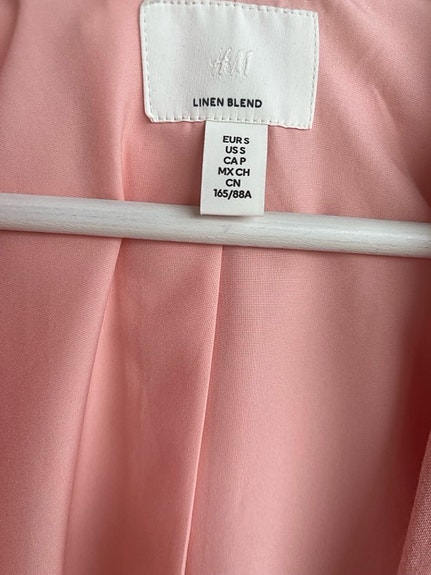 H&M
LINEN BLEND
EUR S
US S
CA P
MX CH
CN
165/88A